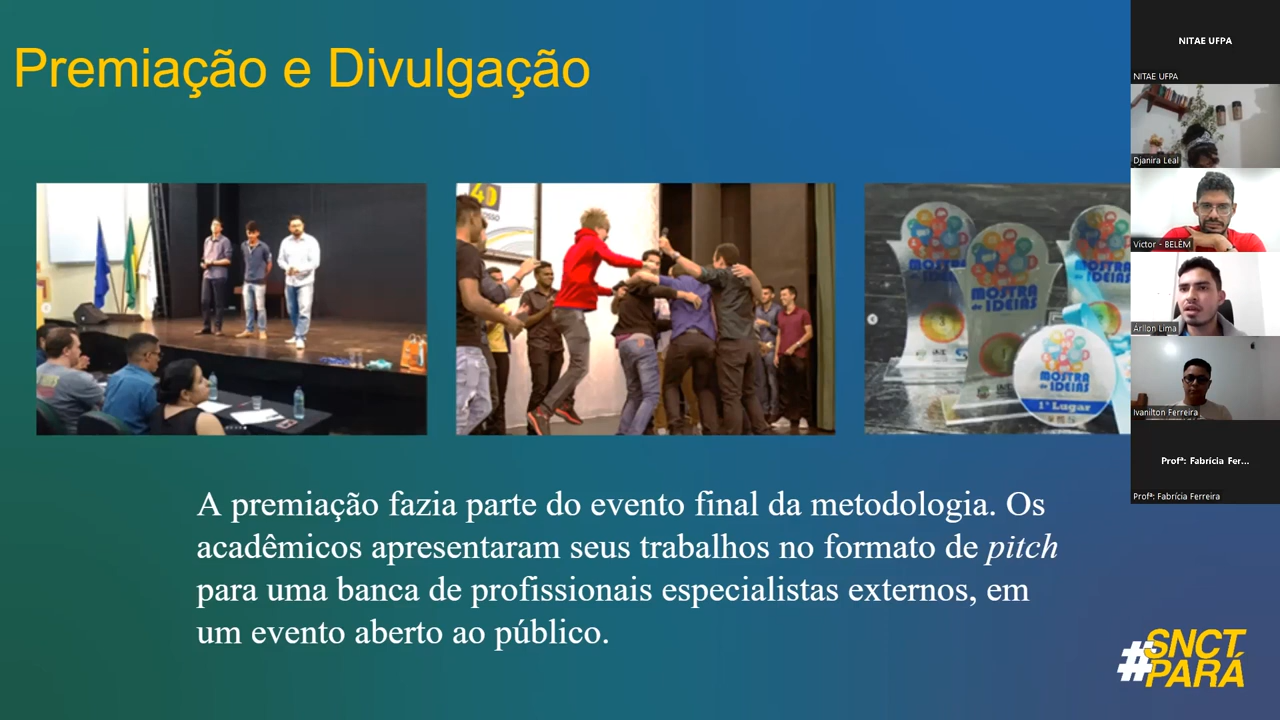 Premiação e Divulgação
NITAE UFPA
NITAE UFPA
Djanira Leal
Victor - BELÉM
Árllon Lima
Ivanilton Ferreira
Profª: Fabrícia Fer...
Profª: Fabrícia Ferreira
40
MOSTRA
de IDEIAS
MOSTRA
de IDEIAS
1º Lugar
A premiação fazia parte do evento final da metodologia. Os
acadêmicos apresentaram seus trabalhos no formato de pitch
para uma banca de profissionais especialistas externos, em
um evento aberto ao público.
#SNCT
PARÁ